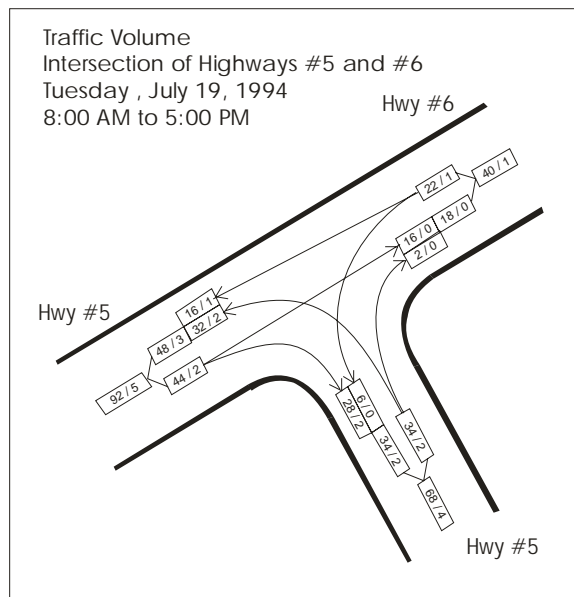 Traffic Volume
Intersection of Highways #5 and #6
Tuesday , July 19, 1994
8:00 AM to 5:00 PM
Hwy #6
40 / 1
22 / 1
18 / 0
16 / 0
2 / 0
Hwy #5
16 / 1
32 / 2
48 / 3
44 / 2
92 / 5
6 / 0
28 / 2
34 / 2
34 / 2
68 / 4
Hwy #5